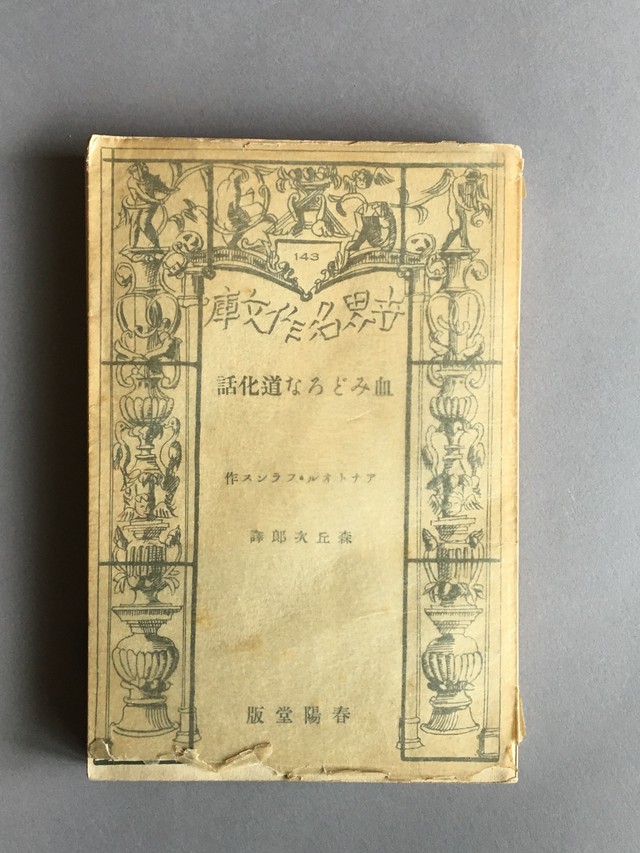 143
世界名作文庫
血みどろな道化話
アナトオル・フランス作
森丘次郎譯
春陽堂版